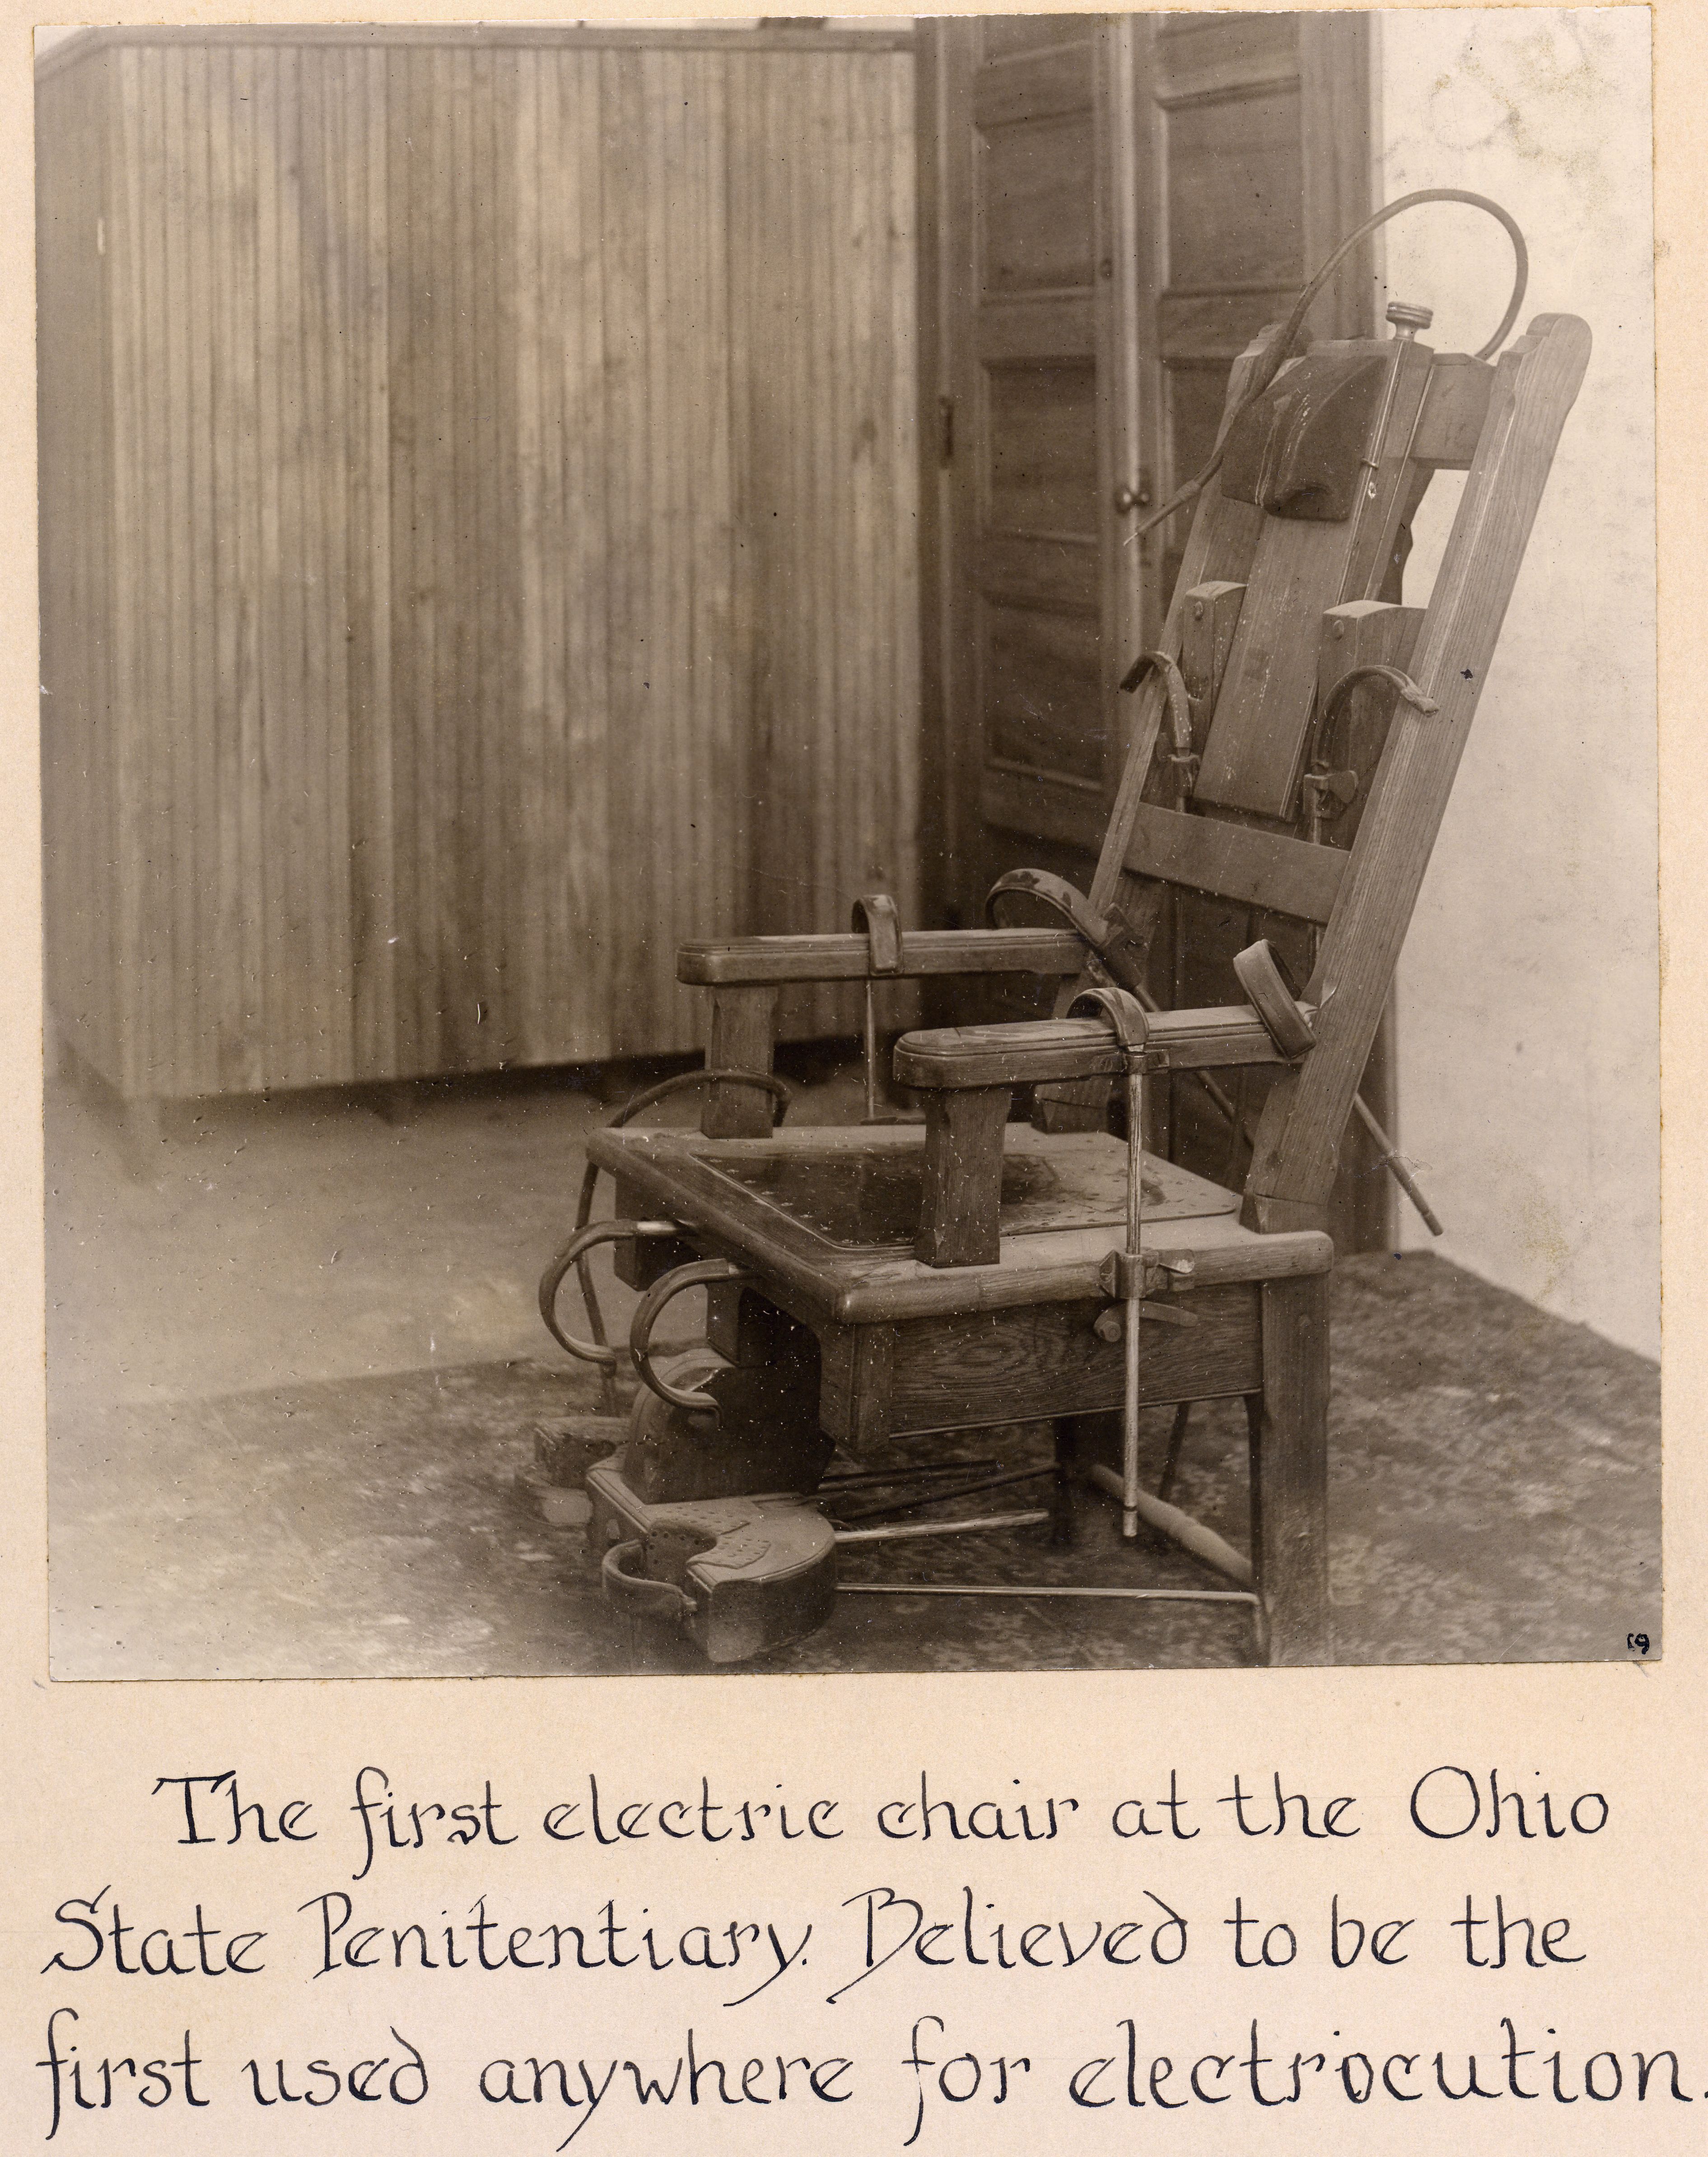 19
The first electric chair at the Ohio
State Penitentiary. Believed to be the
first used anywhere for electrocution.